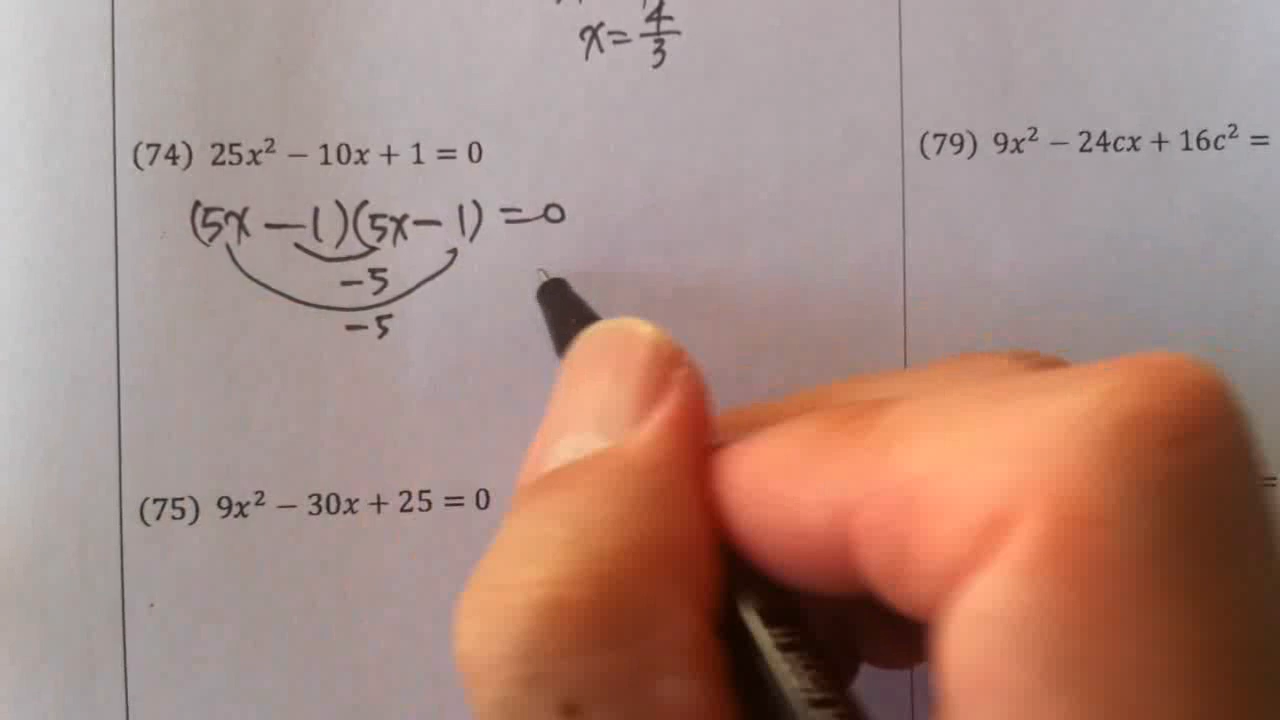 x=4/3
(74) 25x² − 10x + 1 = 0
(5x − 1)(5x − 1) = 0
−5
−5
(75) 9x² − 30x + 25 = 0
(79) 9x² − 24cx + 16c² =
=